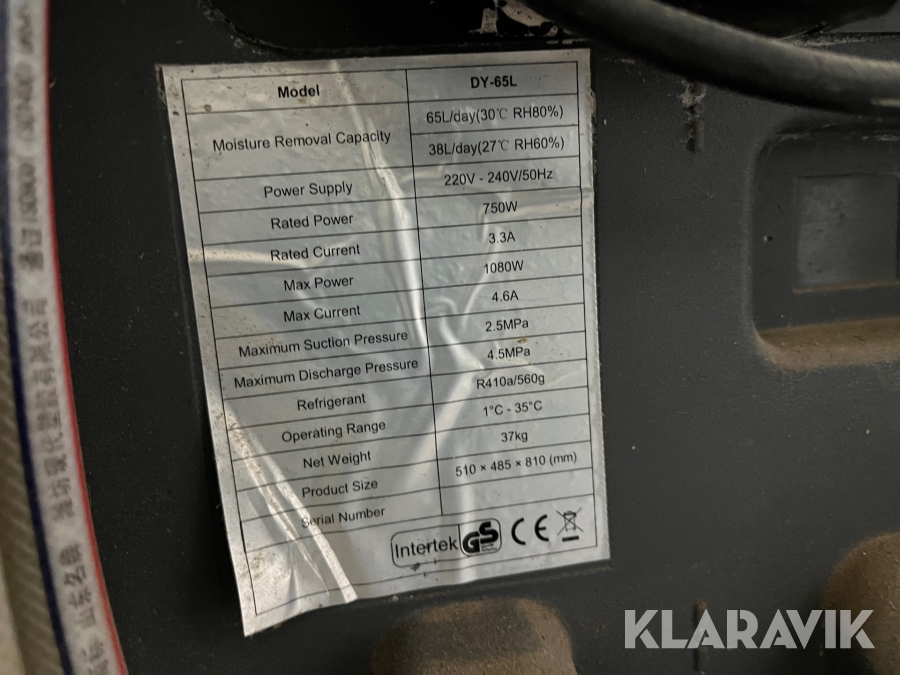 Model DY-65L
Moisture Removal Capacity 65L/day(30℃ RH80%)
38L/day(27℃ RH60%)
Power Supply 220V - 240V/50Hz
Rated Power 750W
Rated Current 3.3A
Max Power 1080W
Max Current 4.6A
Maximum Suction Pressure 2.5MPa
Maximum Discharge Pressure 4.5MPa
Refrigerant R410a/560g
Operating Range 1°C - 35°C
Net Weight 37kg
Product Size 510 × 485 × 810 (mm)
Serial Number
Intertek GS CE
KLARAVIK